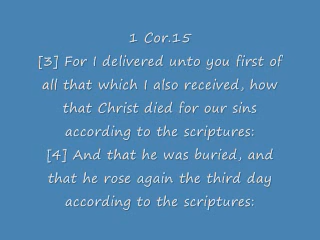 1 Cor.15
[3] For I delivered unto you first of
all that which I also received, how
that Christ died for our sins
according to the scriptures:
[4] And that he was buried, and
that he rose again the third day
according to the scriptures: